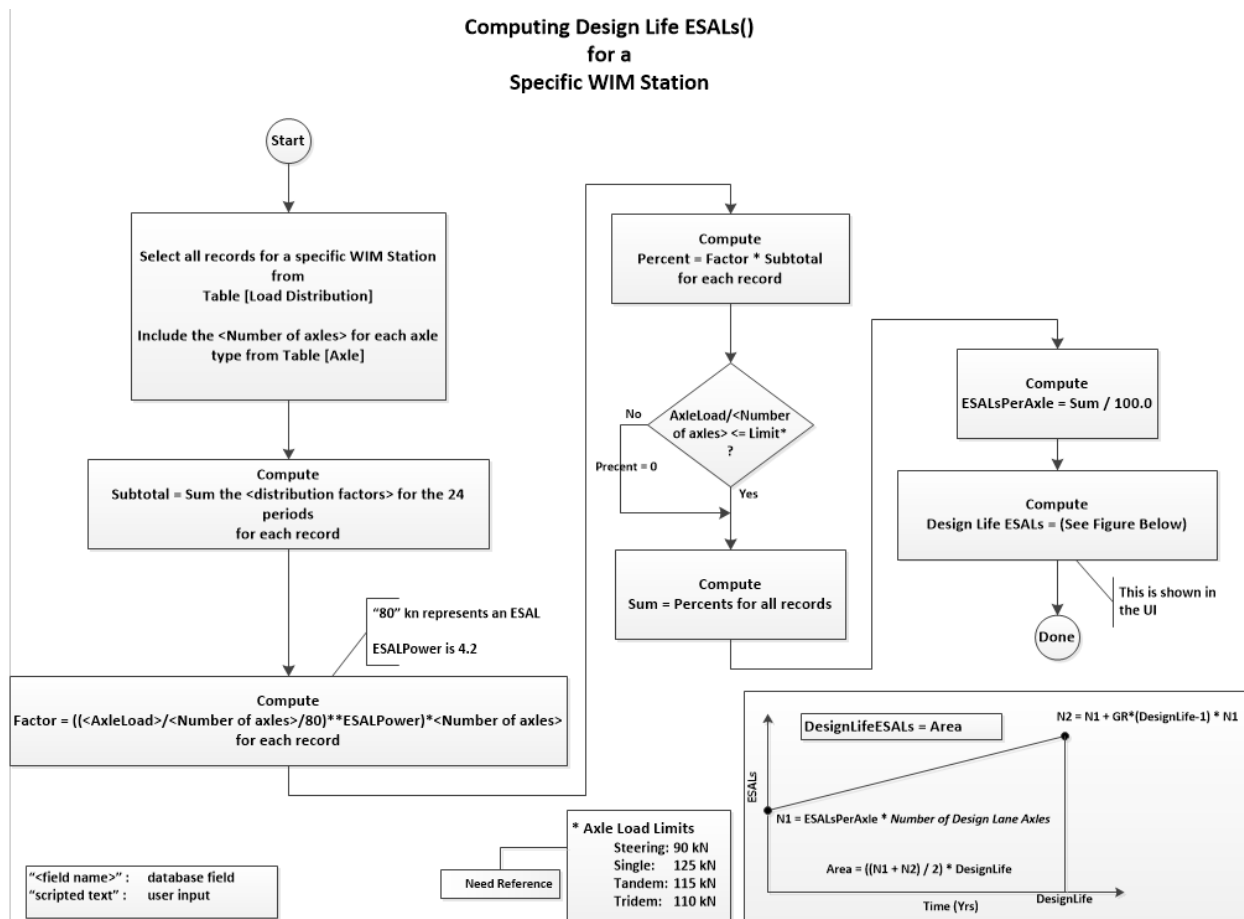 Computing Design Life ESALs()
for a
Specific WIM Station
Start
Select all records for a specific WIM Station
from
Table [Load Distribution]
Include the <Number of axles> for each axle
type from Table [Axle]
Compute
Subtotal = Sum the <distribution factors> for the 24
periods
for each record
"80" kn represents an ESAL
ESALPower is 4.2
Compute
Factor = ((<AxleLoad>/<Number of axles>/80)**ESALPower)*<Number of axles>
for each record
Compute
Percent = Factor * Subtotal
for each record
AxleLoad/<Number
of axles> <= Limit*
?
No
Precent = 0
Yes
Compute
Sum = Percents for all records
Compute
ESALsPerAxle = Sum / 100.0
Compute
Design Life ESALs = (See Figure Below)
This is shown in
the UI
Done
"<field name>" : database field
"scripted text" : user input
Need Reference
* Axle Load Limits
Steering: 90 kN
Single: 125 kN
Tandem: 115 kN
Tridem: 110 kN
DesignLifeESALs = Area
N2 = N1 + GR*(DesignLife-1) * N1
ESALs
N1 = ESALsPerAxle * Number of Design Lane Axles
Area = ((N1 + N2) / 2) * DesignLife
DesignLife
Time (Yrs)